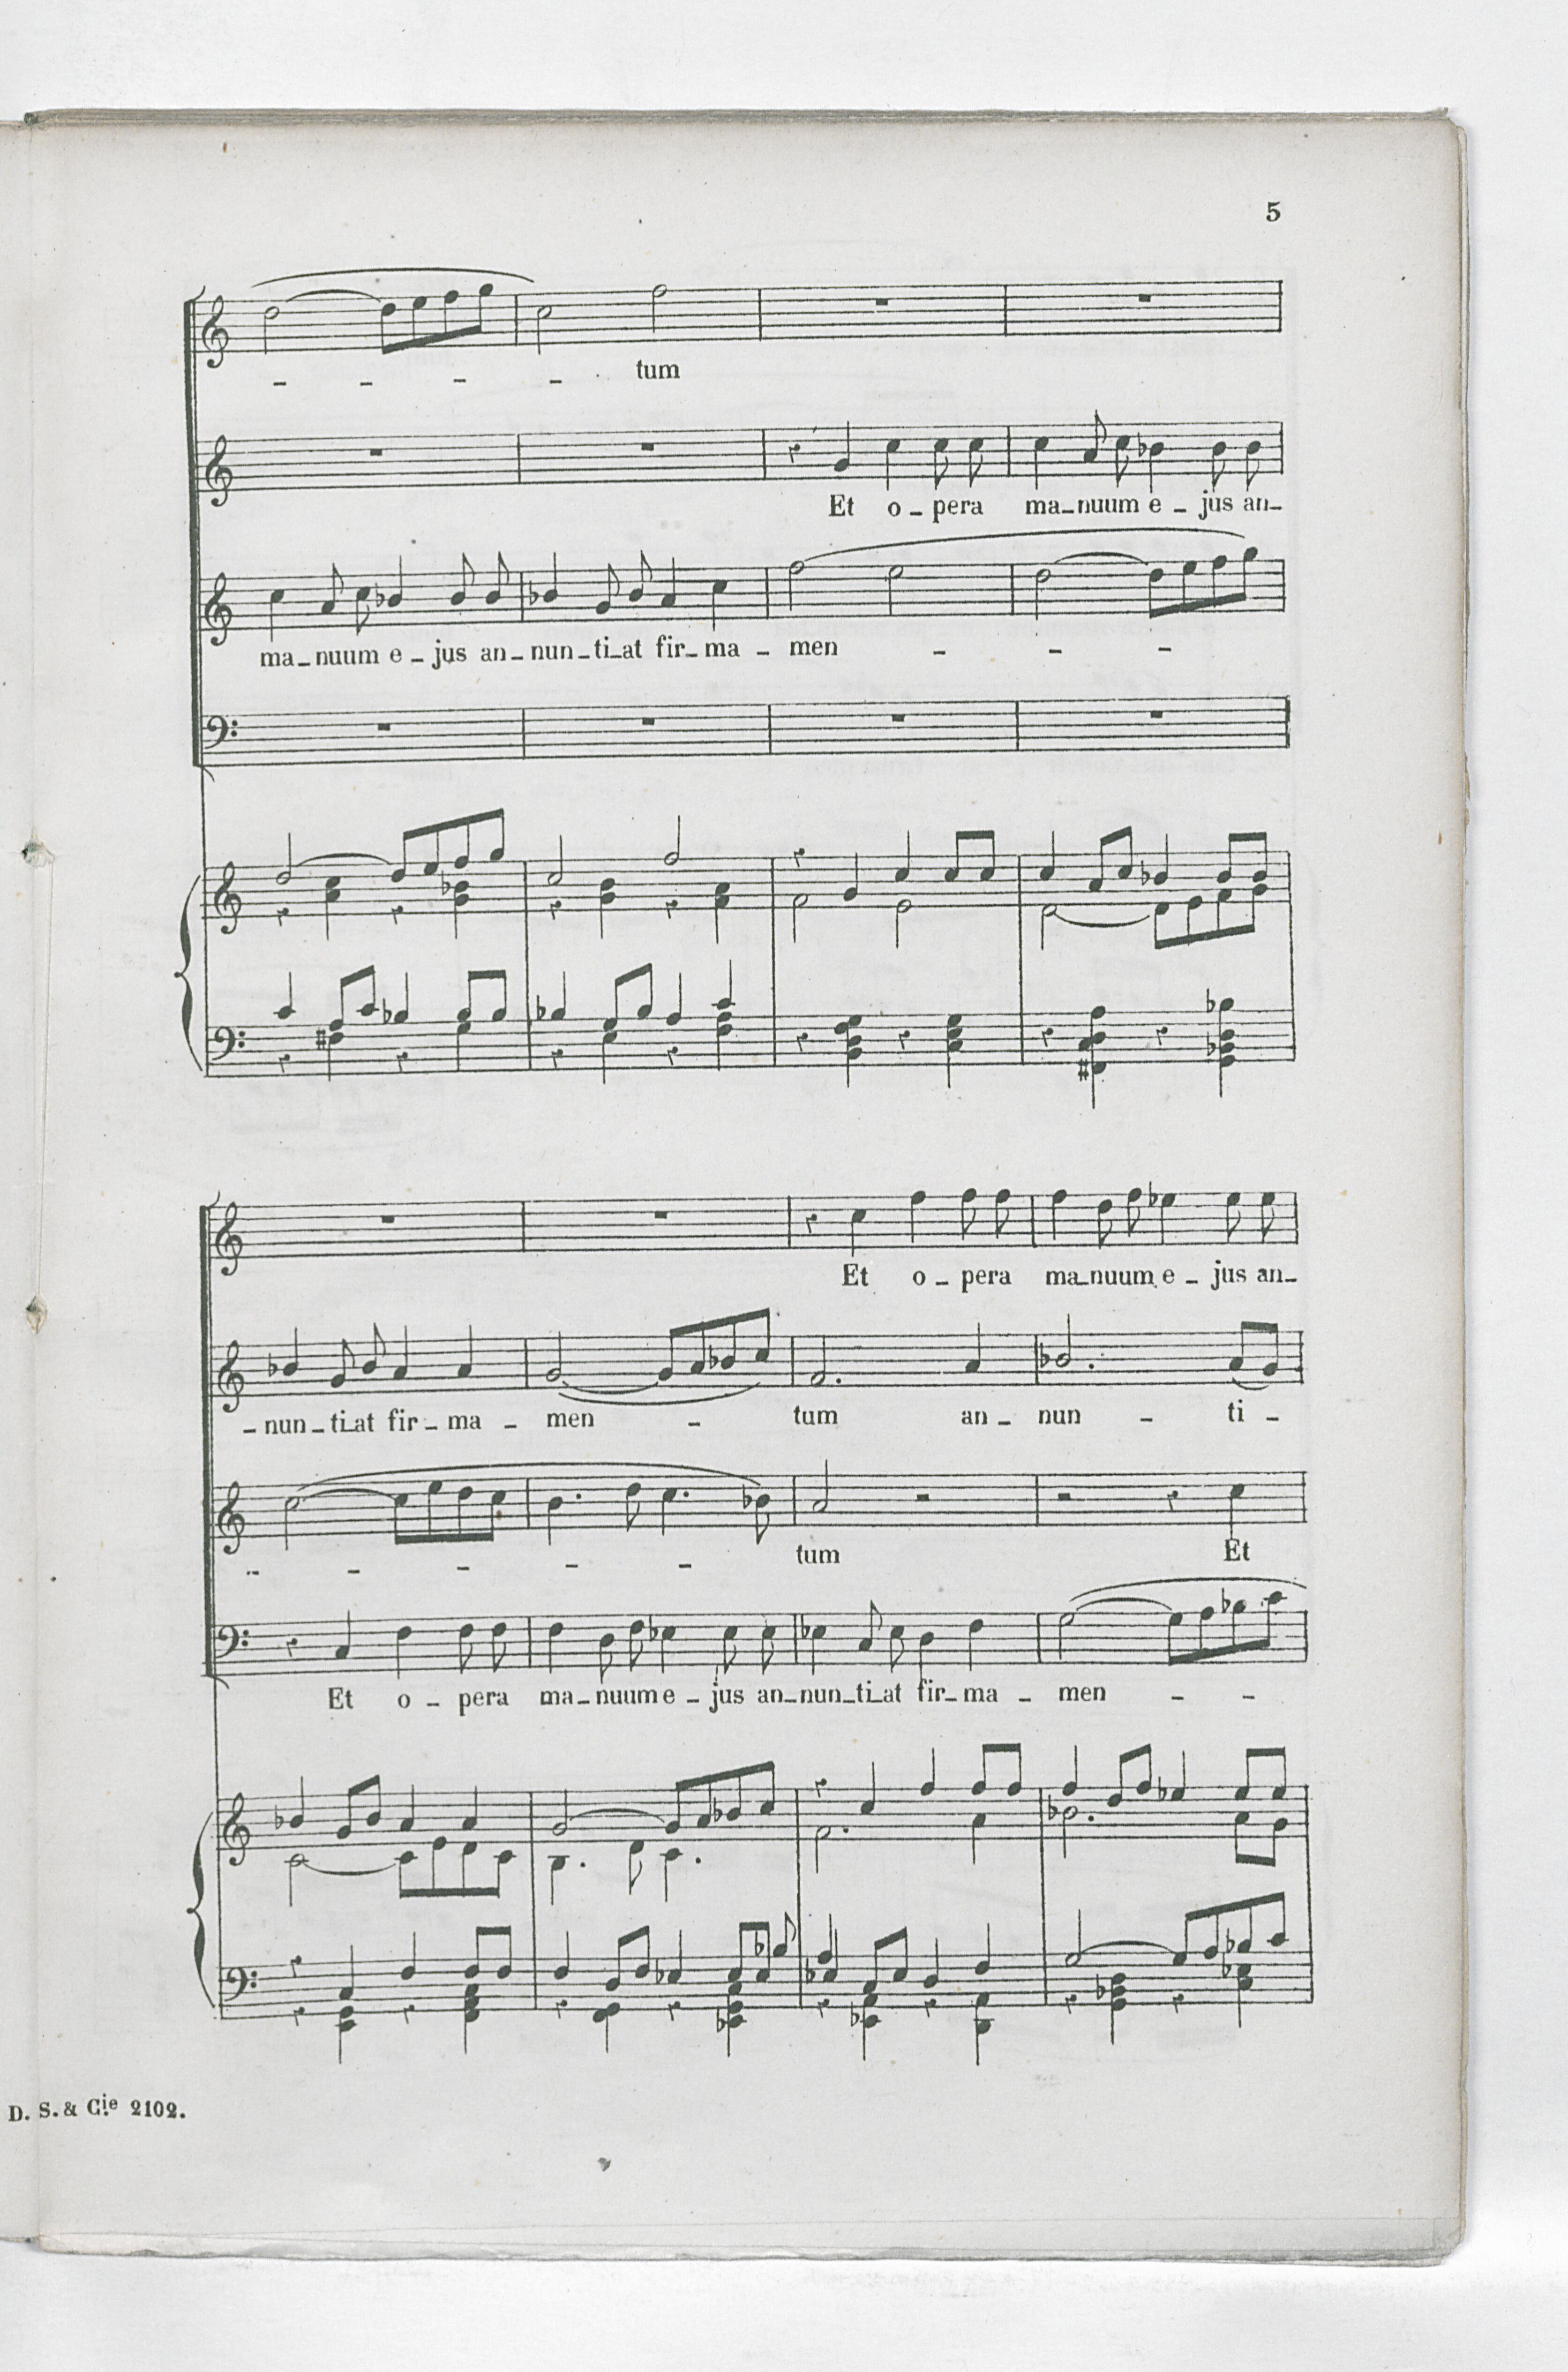 5
- - - - tum
Et o - pera ma-nuum e - jus an-
ma-nuum e - jus an-nun-ti-at fir-ma - men - - -
Et o - pera ma-nuum e - jus an-
- nun-ti-at fir-ma - men - tum an - nun - ti -
- - - - - tum Et
Et o - pera ma-nuum e - jus an-nun-ti-at fir-ma - men - -
D. S. & Cie 2102.